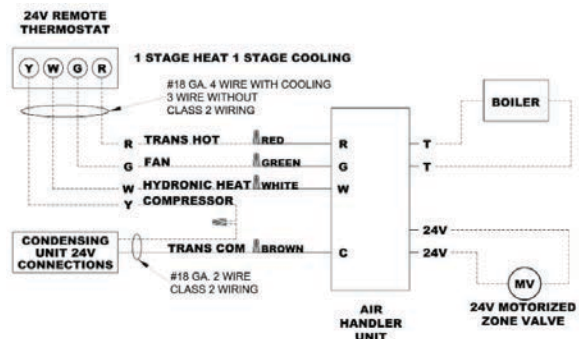 24V REMOTE
THERMOSTAT
Y W G R
1 STAGE HEAT 1 STAGE COOLING
#18 GA. 4 WIRE WITH COOLING
3 WIRE WITHOUT
CLASS 2 WIRING
BOILER
R TRANS HOT RED R T
G FAN GREEN G T
W HYDRONIC HEAT WHITE W
Y COMPRESSOR
24V
CONDENSING
UNIT 24V
CONNECTIONS
TRANS COM BROWN C 24V
#18 GA. 2 WIRE
CLASS 2 WIRING
MV
AIR
HANDLER
UNIT
24V MOTORIZED
ZONE VALVE